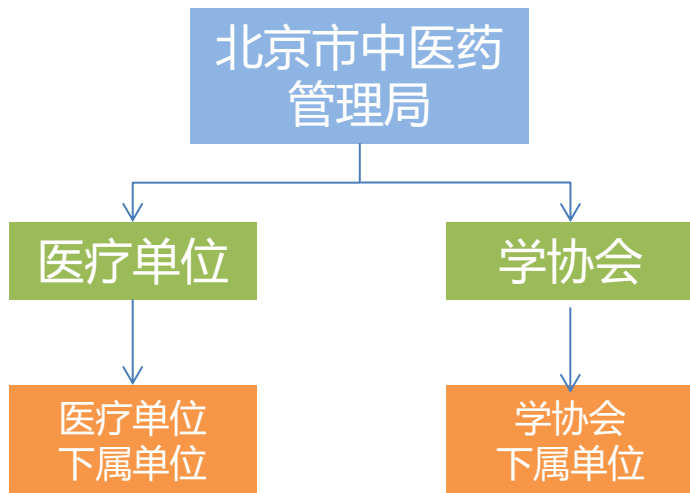 北京市中医药
管理局
医疗单位
学协会
医疗单位
下属单位
学协会
下属单位